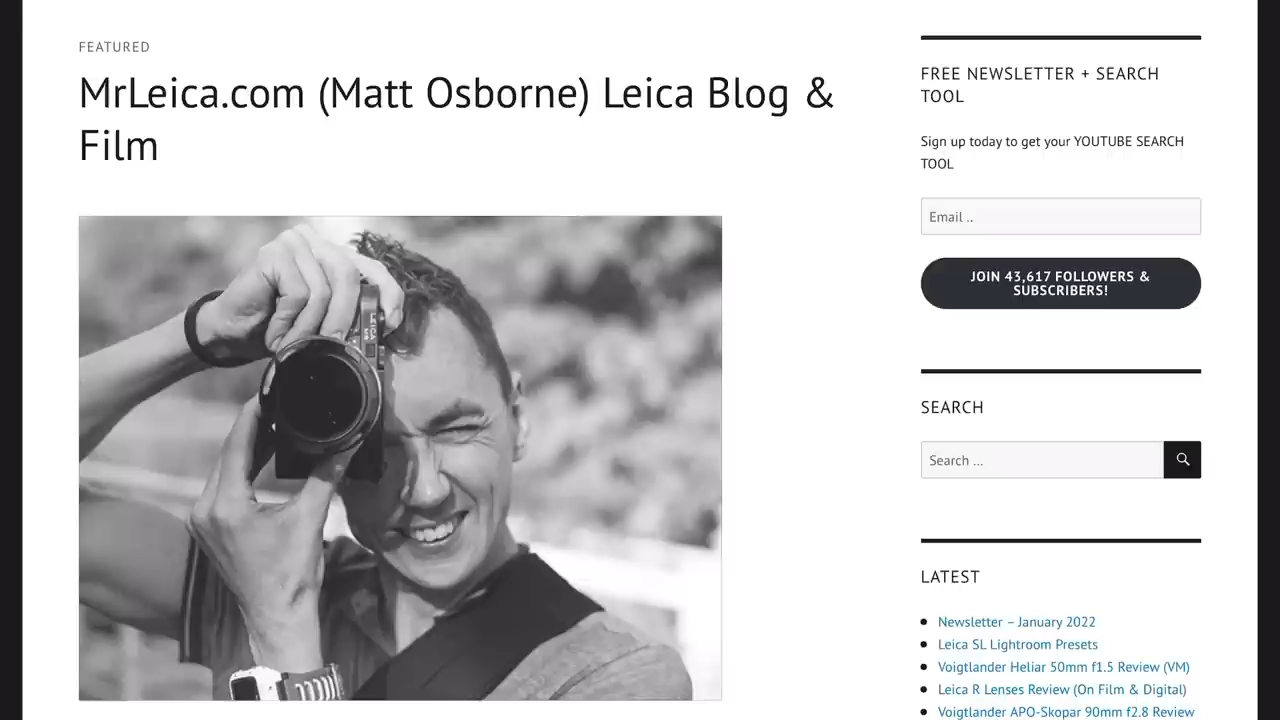 FEATURED
MrLeica.com (Matt Osborne) Leica Blog &
Film
LEICA
FREE NEWSLETTER + SEARCH
TOOL
Sign up today to get your YOUTUBE SEARCH
TOOL
Email ..
JOIN 43,617 FOLLOWERS &
SUBSCRIBERS!
SEARCH
Search ...
LATEST
Newsletter – January 2022
Leica SL Lightroom Presets
Voigtlander Heliar 50mm f1.5 Review (VM)
Leica R Lenses Review (On Film & Digital)
Voigtlander APO-Skopar 90mm f2.8 Review